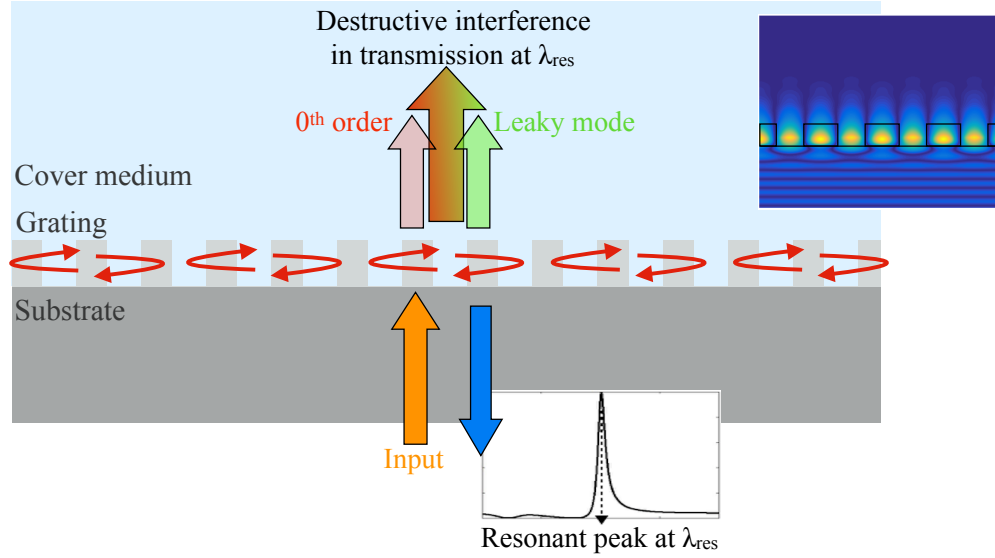 Destructive interference
in transmission at λres
0th order
Leaky mode
Cover medium
Grating
Substrate
Input
Resonant peak at λres